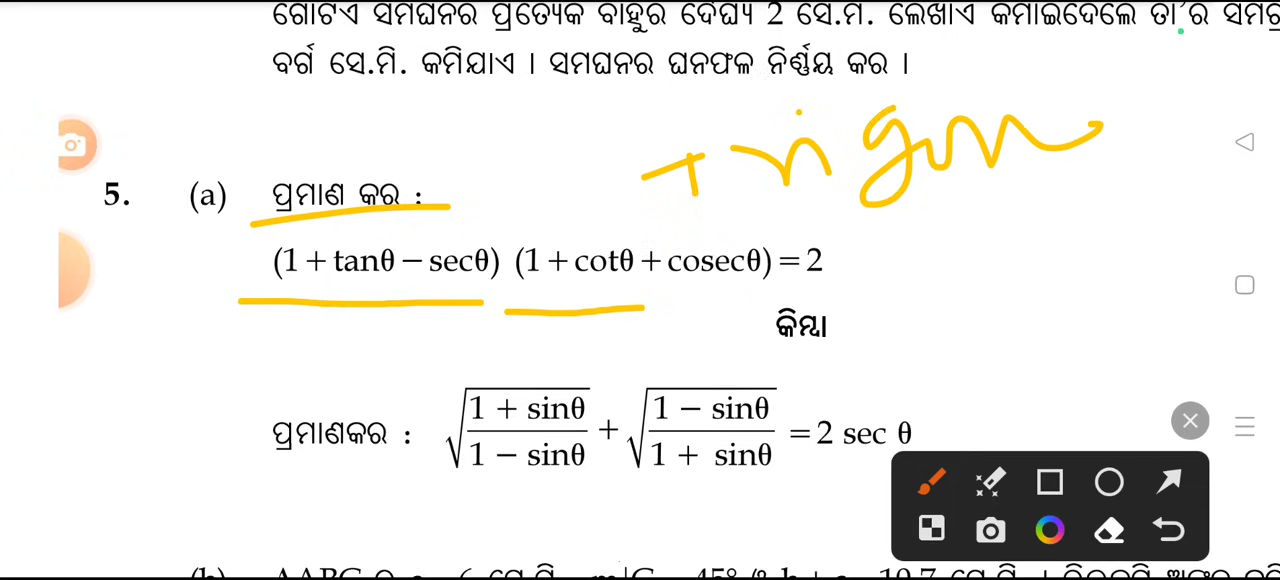 ଗୋଟିଏ ସମଘନର ପ୍ରତ୍ୟେକ ବାହୁର ଦୈର୍ଘ୍ୟ 2 ସେ.ମି. ଲେଖାଏ କମାଇଦେଲେ ତା'ର
ବର୍ଗ ସେ.ମି. କମିଯାଏ । ସମଘନର ଘନଫଳ ନିର୍ଣ୍ଣୟ କର ।
trigon
5. (a) ପ୍ରମାଣ କର :
(1 + tanθ − secθ) (1 + cotθ + cosecθ) = 2
କିମ୍ବା
ପ୍ରମାଣକର : √((1 + sinθ)/(1 − sinθ)) + √((1 − sinθ)/(1 + sinθ)) = 2 sec θ